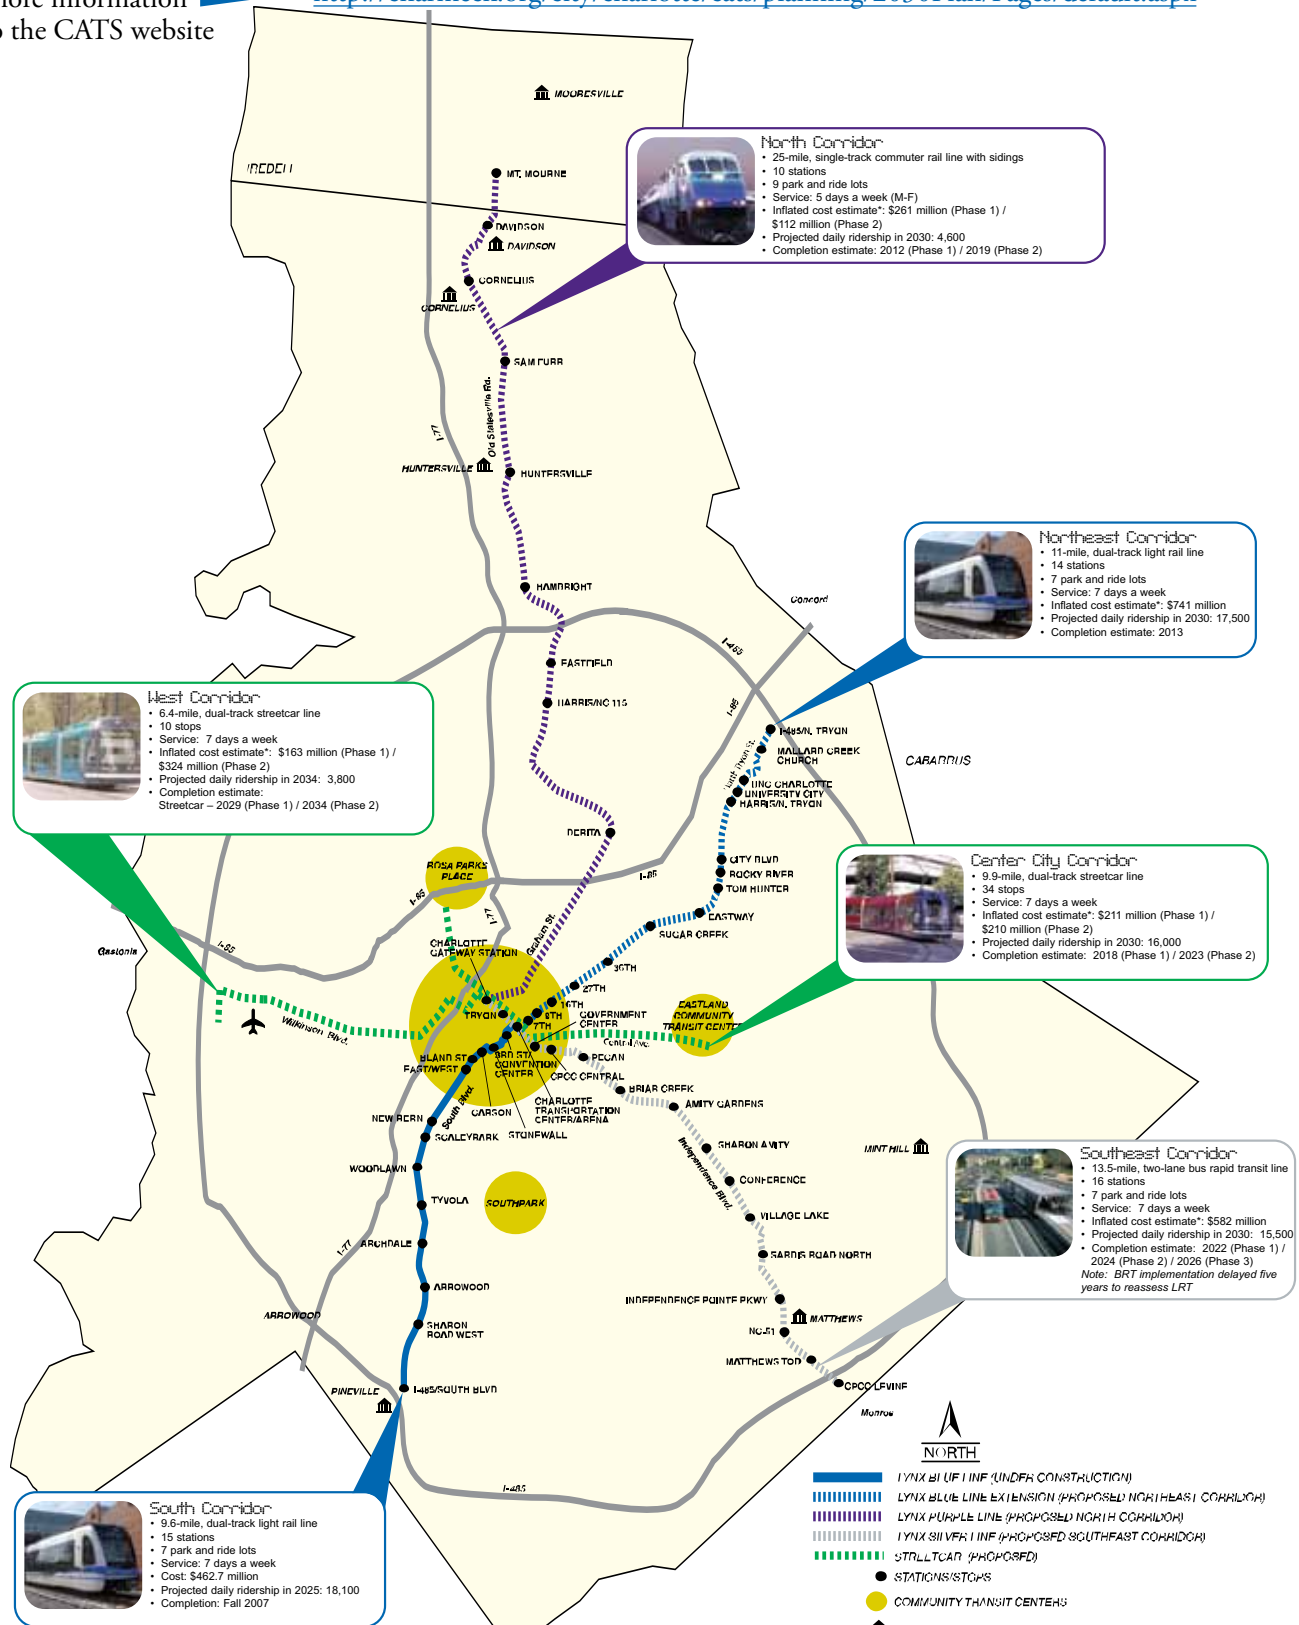 more information
to the CATS website
MOORESVILLE
IREDELL
MT. MOURNE
DAVIDSON
DAVIDSON
CORNELIUS
CORNELIUS
SAM FURR
Old Statesville Rd.
I-77
HUNTERSVILLE
HUNTERSVILLE
HAMBRIGHT
North Corridor
• 25-mile, single-track commuter rail line with sidings
• 10 stations
• 9 park and ride lots
• Service: 5 days a week (M-F)
• Inflated cost estimate*: $261 million (Phase 1) /
$112 million (Phase 2)
• Projected daily ridership in 2030: 4,600
• Completion estimate: 2012 (Phase 1) / 2019 (Phase 2)
Northeast Corridor
• 11-mile, dual-track light rail line
• 14 stations
• 7 park and ride lots
• Service: 7 days a week
• Inflated cost estimate*: $741 million
• Projected daily ridership in 2030: 17,500
• Completion estimate: 2013
Concord
I-485
I-85
EASTFIELD
HARRIS/NC 115
West Corridor
• 6.4-mile, dual-track streetcar line
• 10 stops
• Service: 7 days a week
• Inflated cost estimate*: $163 million (Phase 1) /
$324 million (Phase 2)
• Projected daily ridership in 2034: 3,800
• Completion estimate:
Streetcar – 2029 (Phase 1) / 2034 (Phase 2)
I-485/N. TRYON
MALLARD CREEK
CHURCH
North Tryon St.
UNC CHARLOTTE
UNIVERSITY CITY
HARRIS/N. TRYON
CABARRUS
DERITA
CITY BLVD
ROCKY RIVER
TOM HUNTER
EASTWAY
SUGAR CREEK
36TH
27TH
16TH
9TH
7TH
ROSA PARKS
PLACE
I-85
I-85
I-77
Graham St.
CHARLOTTE
GATEWAY STATION
Gastonia
I-85
Wilkinson Blvd.
TRYON
GOVERNMENT
CENTER
EASTLAND
COMMUNITY
TRANSIT CENTER
Central Ave.
Center City Corridor
• 9.9-mile, dual-track streetcar line
• 34 stops
• Service: 7 days a week
• Inflated cost estimate*: $211 million (Phase 1) /
$210 million (Phase 2)
• Projected daily ridership in 2030: 16,000
• Completion estimate: 2018 (Phase 1) / 2023 (Phase 2)
BLAND ST
EAST/WEST
3RD ST/
CONVENTION
CENTER
PECAN
CPCC CENTRAL
BRIAR CREEK
CARSON
STONEWALL
CHARLOTTE
TRANSPORTATION
CENTER/ARENA
AMITY GARDENS
South Blvd.
NEW BERN
SCALEYBARK
WOODLAWN
TYVOLA
SOUTHPARK
ARCHDALE
I-77
ARROWOOD
ARROWOOD
SHARON
ROAD WEST
PINEVILLE
I-485/SOUTH BLVD
Independence Blvd.
SHARON AMITY
CONFERENCE
VILLAGE LAKE
SARDIS ROAD NORTH
INDEPENDENCE POINTE PKWY
MATTHEWS
NC-51
MATTHEWS TOD
CPCC LEVINE
Monroe
MINT HILL
Southeast Corridor
• 13.5-mile, two-lane bus rapid transit line
• 16 stations
• 7 park and ride lots
• Service: 7 days a week
• Inflated cost estimate*: $582 million
• Projected daily ridership in 2030: 15,500
• Completion estimate: 2022 (Phase 1) /
2024 (Phase 2) / 2026 (Phase 3)
Note: BRT implementation delayed five
years to reassess LRT
I-485
South Corridor
• 9.6-mile, dual-track light rail line
• 15 stations
• 7 park and ride lots
• Service: 7 days a week
• Cost: $462.7 million
• Projected daily ridership in 2025: 18,100
• Completion: Fall 2007
NORTH
LYNX BLUE LINE (UNDER CONSTRUCTION)
LYNX BLUE LINE EXTENSION (PROPOSED NORTHEAST CORRIDOR)
LYNX PURPLE LINE (PROPOSED NORTH CORRIDOR)
LYNX SILVER LINE (PROPOSED SOUTHEAST CORRIDOR)
STREETCAR (PROPOSED)
STATIONS/STOPS
COMMUNITY TRANSIT CENTERS